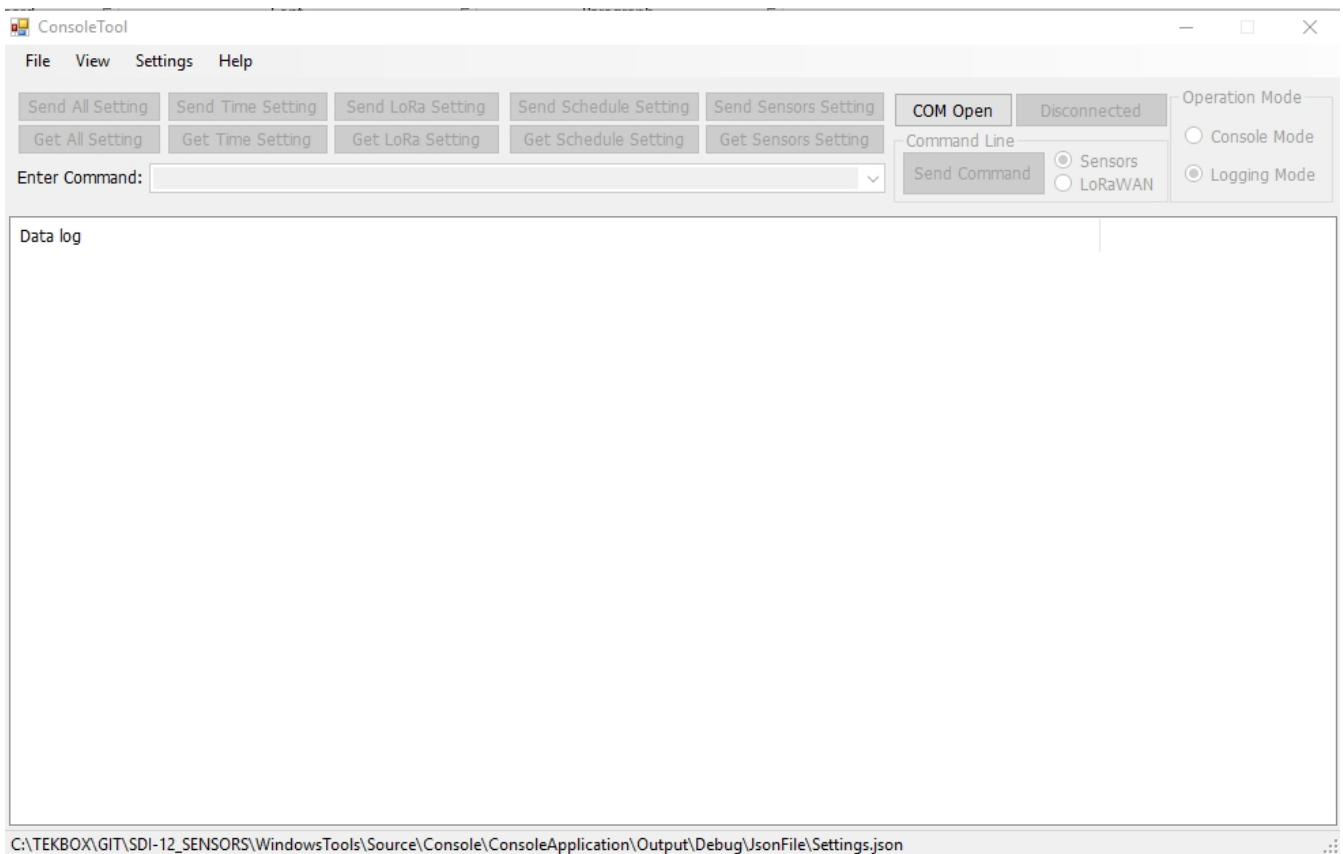 ConsoleTool
File View Settings Help
Send All Setting Send Time Setting Send LoRa Setting Send Schedule Setting Send Sensors Setting COM Open Disconnected Operation Mode
Get All Setting Get Time Setting Get LoRa Setting Get Schedule Setting Get Sensors Setting Command Line Console Mode
Enter Command: Send Command Sensors Logging Mode
LoRaWAN
Data log
C:\TEKBOX\GIT\SDI-12_SENSORS\WindowsTools\Source\Console\ConsoleApplication\Output\Debug\JsonFile\Settings.json